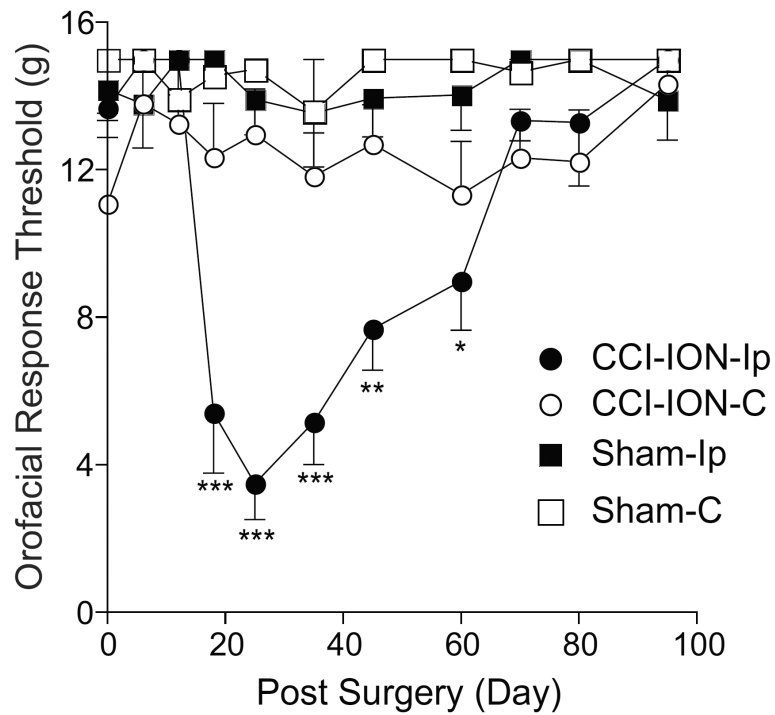 Orofacial Response Threshold (g)
16
12
8
4
0
***
***
***
**
*
CCI-ION-Ip
CCI-ION-C
Sham-Ip
Sham-C
0 20 40 60 80 100
Post Surgery (Day)